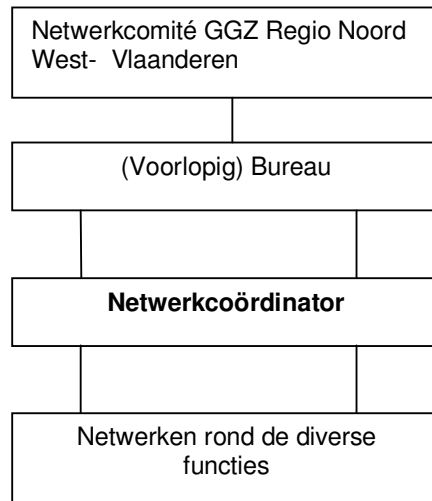 Netwerkcomité GGZ Regio Noord
West- Vlaanderen
(Voorlopig) Bureau
Netwerkcoördinator
Netwerken rond de diverse
functies